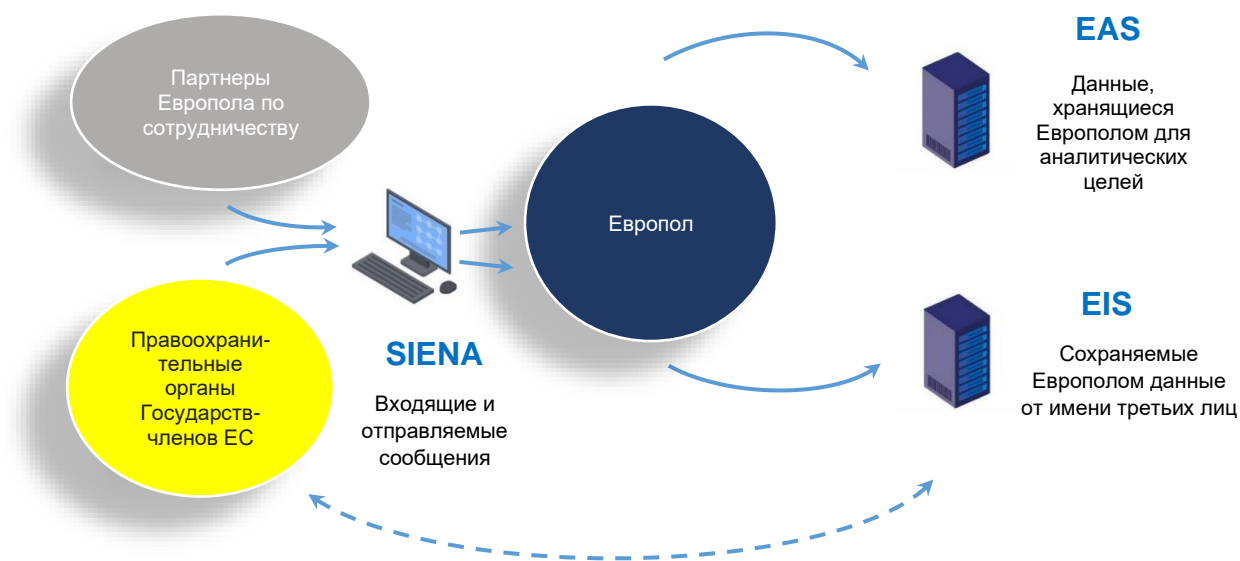 Партнеры
Европола по
сотрудничеству
Правоохрани-
тельные
органы
Государств-
членов ЕС
SIENA
Входящие и
отправляемые
сообщения
Европол
EAS
Данные,
хранящиеся
Европолом для
аналитических
целей
EIS
Сохраняемые
Европолом данные
от имени третьих лиц